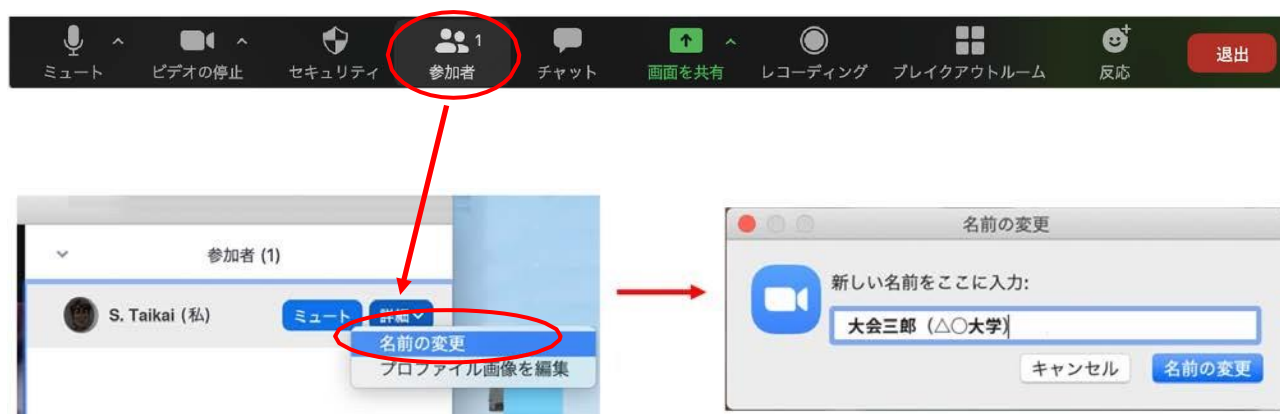 1
ミュート ビデオの停止 セキュリティ 参加者 チャット 画面を共有 レコーディング ブレイクアウトルーム 反応 退出
参加者 (1)
S. Taikai (私) ミュート 詳細
名前の変更
プロファイル画像を編集
名前の変更
新しい名前をここに入力:
大会三郎（△○大学)
キャンセル 名前の変更